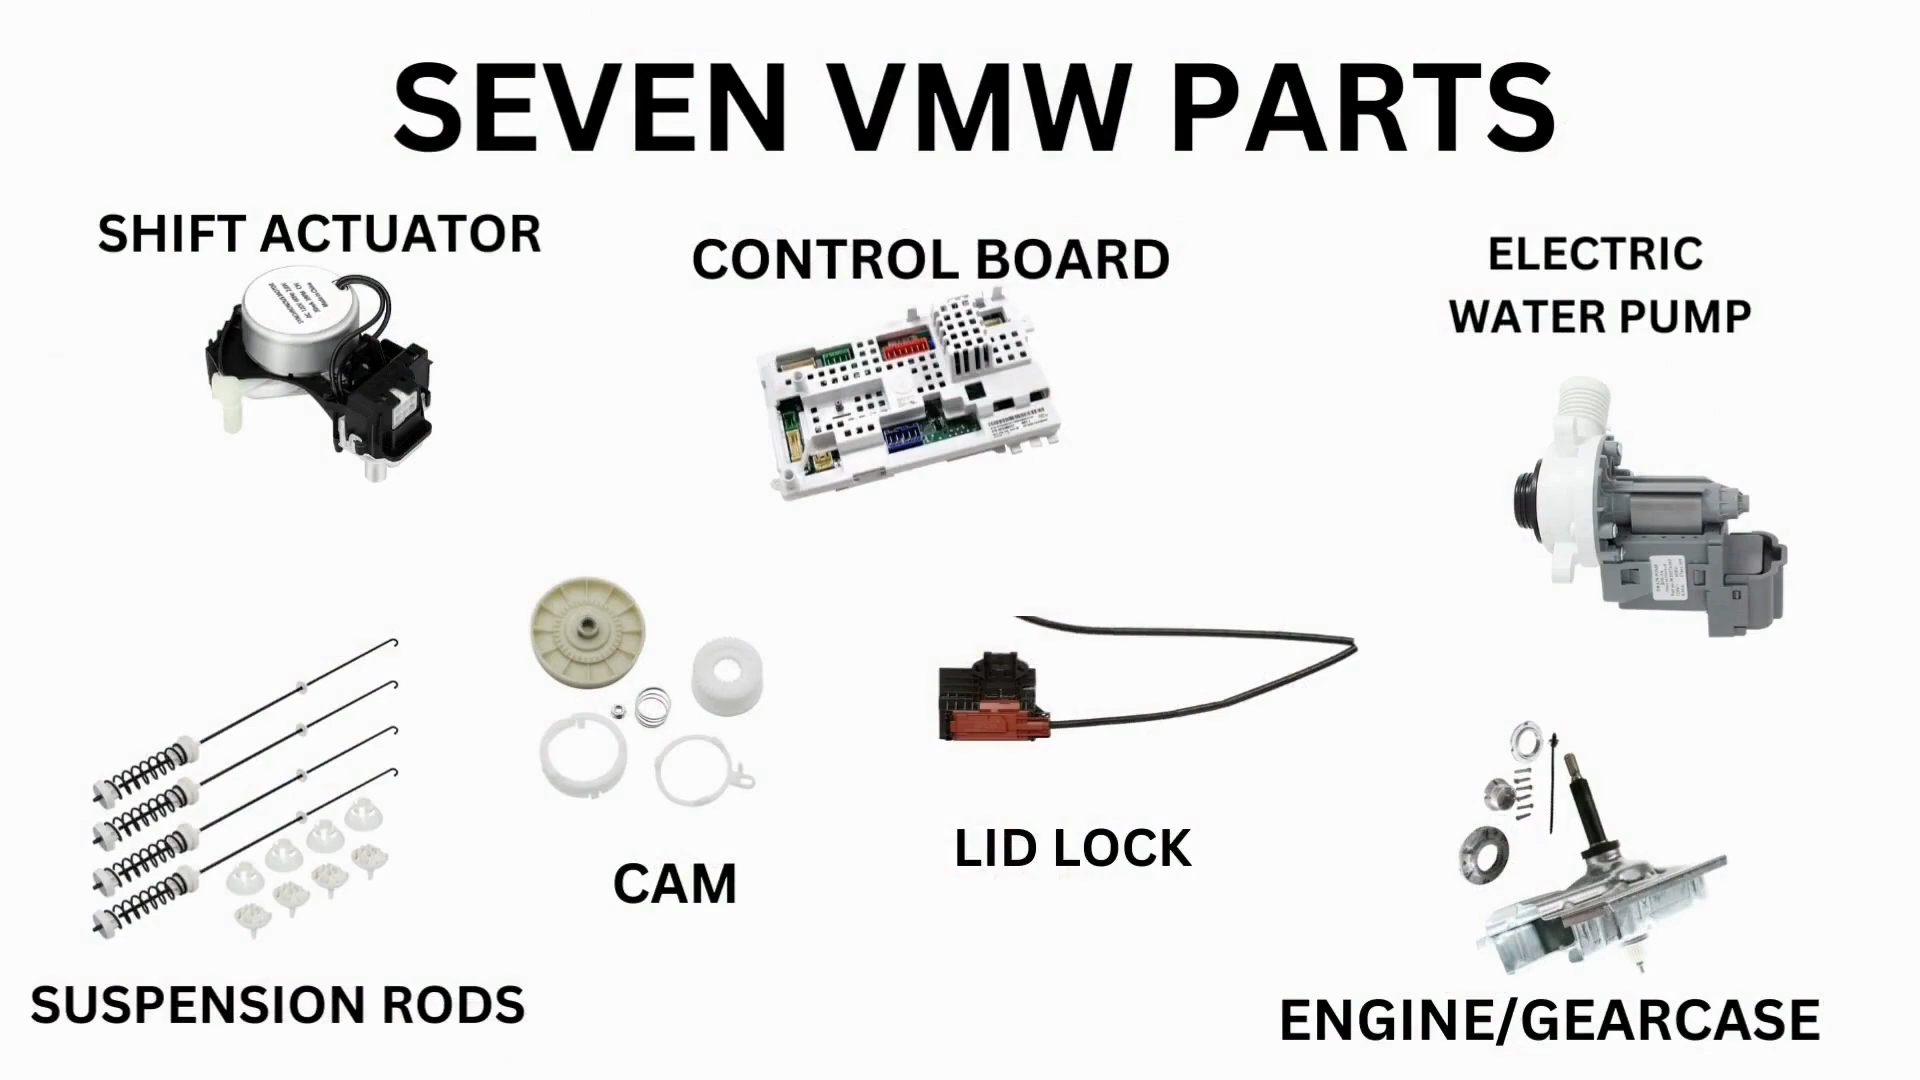 SEVEN VMW PARTS
SHIFT ACTUATOR
CONTROL BOARD
ELECTRIC
WATER PUMP
CAM
LID LOCK
SUSPENSION RODS
ENGINE/GEARCASE